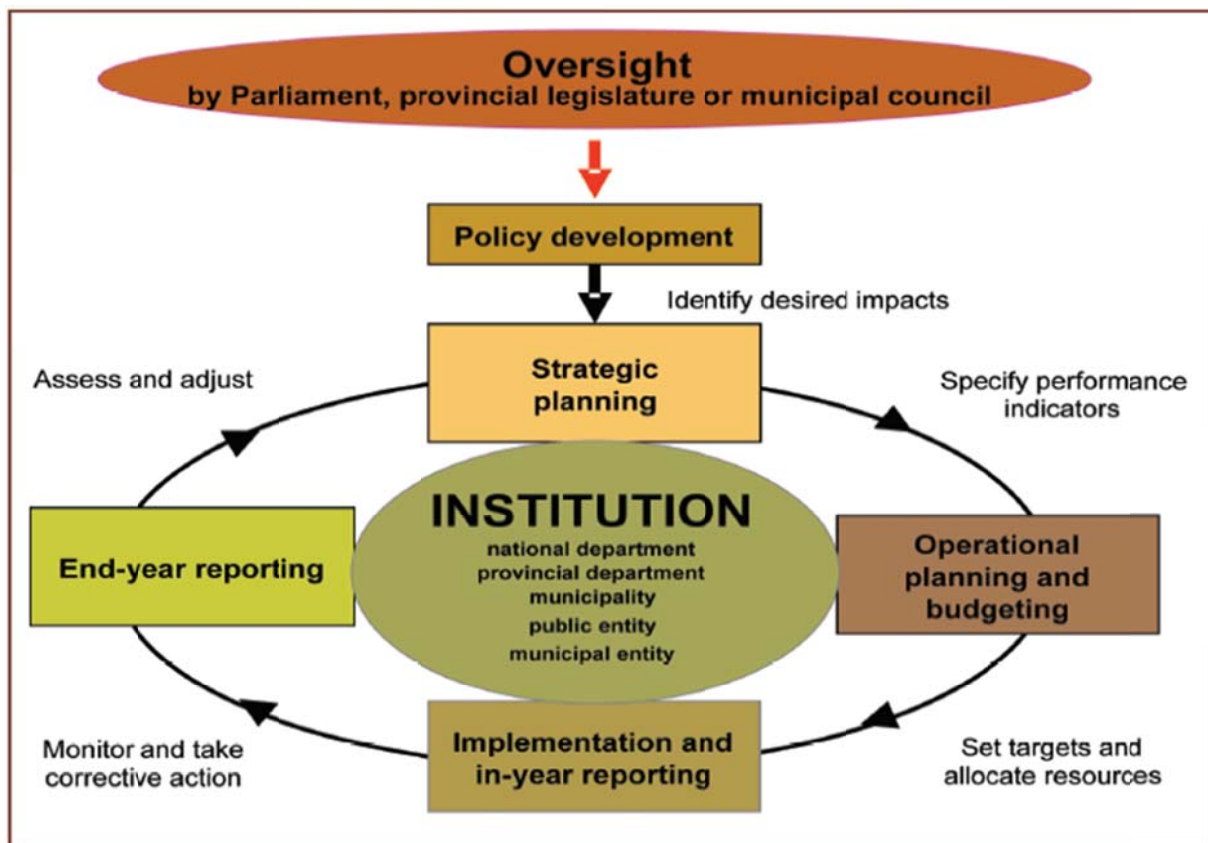 Oversight
by Parliament, provincial legislature or municipal council
Policy development
Identify desired impacts
Strategic
planning
Assess and adjust
Specify performance
indicators
INSTITUTION
national department
provincial department
municipality
public entity
municipal entity
End-year reporting
Operational
planning and
budgeting
Implementation and
in-year reporting
Monitor and take
corrective action
Set targets and
allocate resources